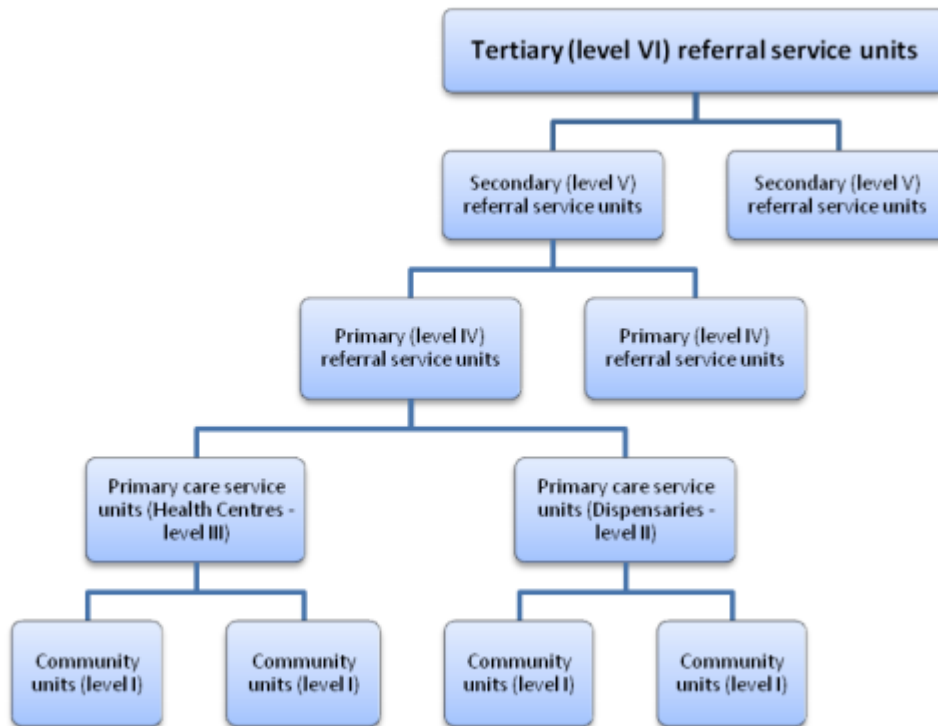 Tertiary (level VI) referral service units
Secondary (level V)
referral service units
Secondary (level V)
referral service units
Primary (level IV)
referral service units
Primary (level IV)
referral service units
Primary care service
units (Health Centres -
level III)
Primary care service
units (Dispensaries -
level II)
Community
units (level I)
Community
units (level I)
Community
units (level I)
Community
units (level I)